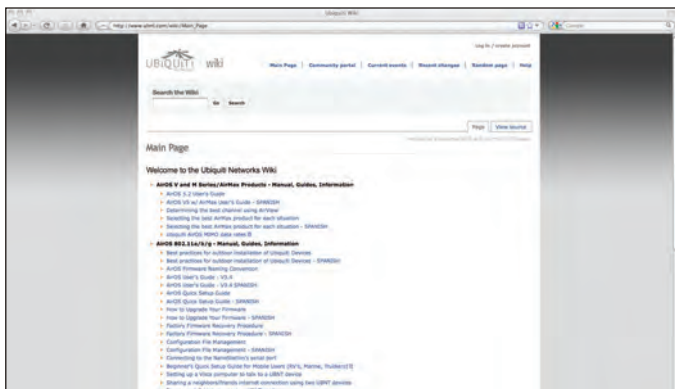 Ubiquiti Wiki
http://www.ubnt.com/wiki/Main_Page
Google
Log in / create account
UBIQUITI wiki
Main Page | Community portal | Current events | Recent changes | Random page | Help
Search the Wiki
Go Search
Page View source
Main Page
Welcome to the Ubiquiti Networks Wiki
AirOS V and M Series/AirMax Products - Manual, Guides, Information
AirOS 5.2 User's Guide
AirOS V5 w/ AirMax User's Guide - SPANISH
Determining the best channel using AirView
Selecting the best AirMax product for each situation
Selecting the best AirMax product for each situation - SPANISH
Ubiquiti AirOS MIMO data rates
AirOS 802.11a/b/g - Manual, Guides, Information
Best practices for outdoor installation of Ubiquiti Devices
Best practices for outdoor installation of Ubiquiti Devices - SPANISH
AirOS Firmware Naming Convention
AirOS User's Guide - V3.4
AirOS User's Guide - V3.4 SPANISH
AirOS Quick Setup Guide
AirOS Quick Setup Guide - SPANISH
How to Upgrade Your Firmware
How to Upgrade Your Firmware - SPANISH
Factory Firmware Recovery Procedure
Factory Firmware Recovery Procedure - SPANISH
Configuration File Management
Configuration File Management - SPANISH
Connecting to the NanoStation's serial port
Beginner's Quick Setup Guide for Mobile Users (RV'S, Marine, Truckers)
Setting up a Vista computer to talk to a UBNT device
Sharing a neighbors/friends internet connection using two UBNT devices